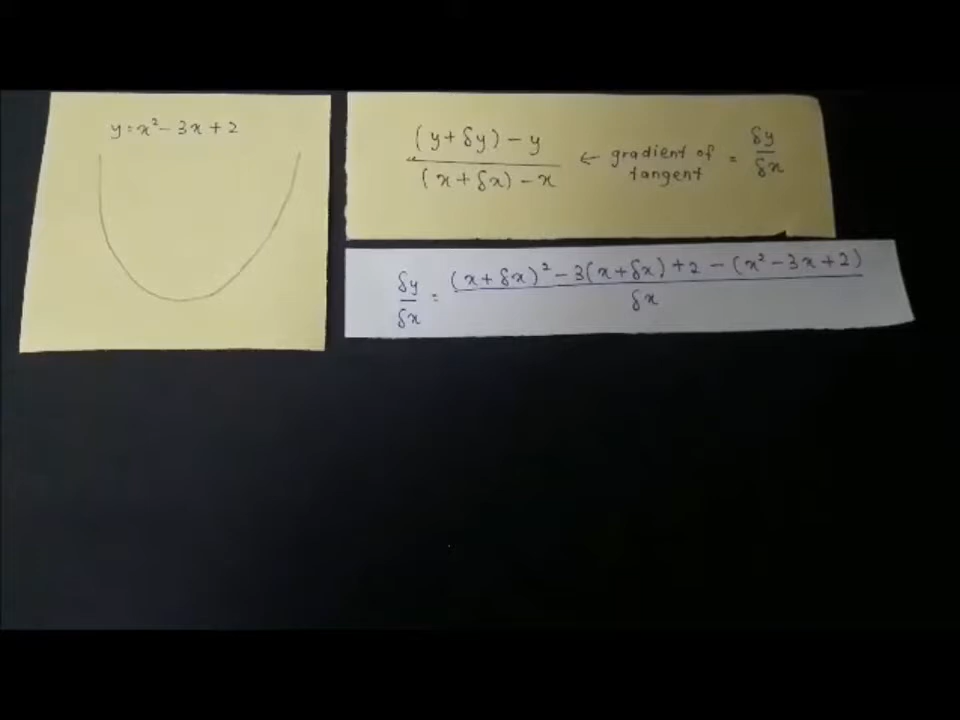 y = x² - 3x + 2
(y + δy) - y
(x + δx) - x
← gradient of tangent = δy/δx
δy/δx = (x + δx)² - 3(x + δx) + 2 - (x² - 3x + 2)
δx